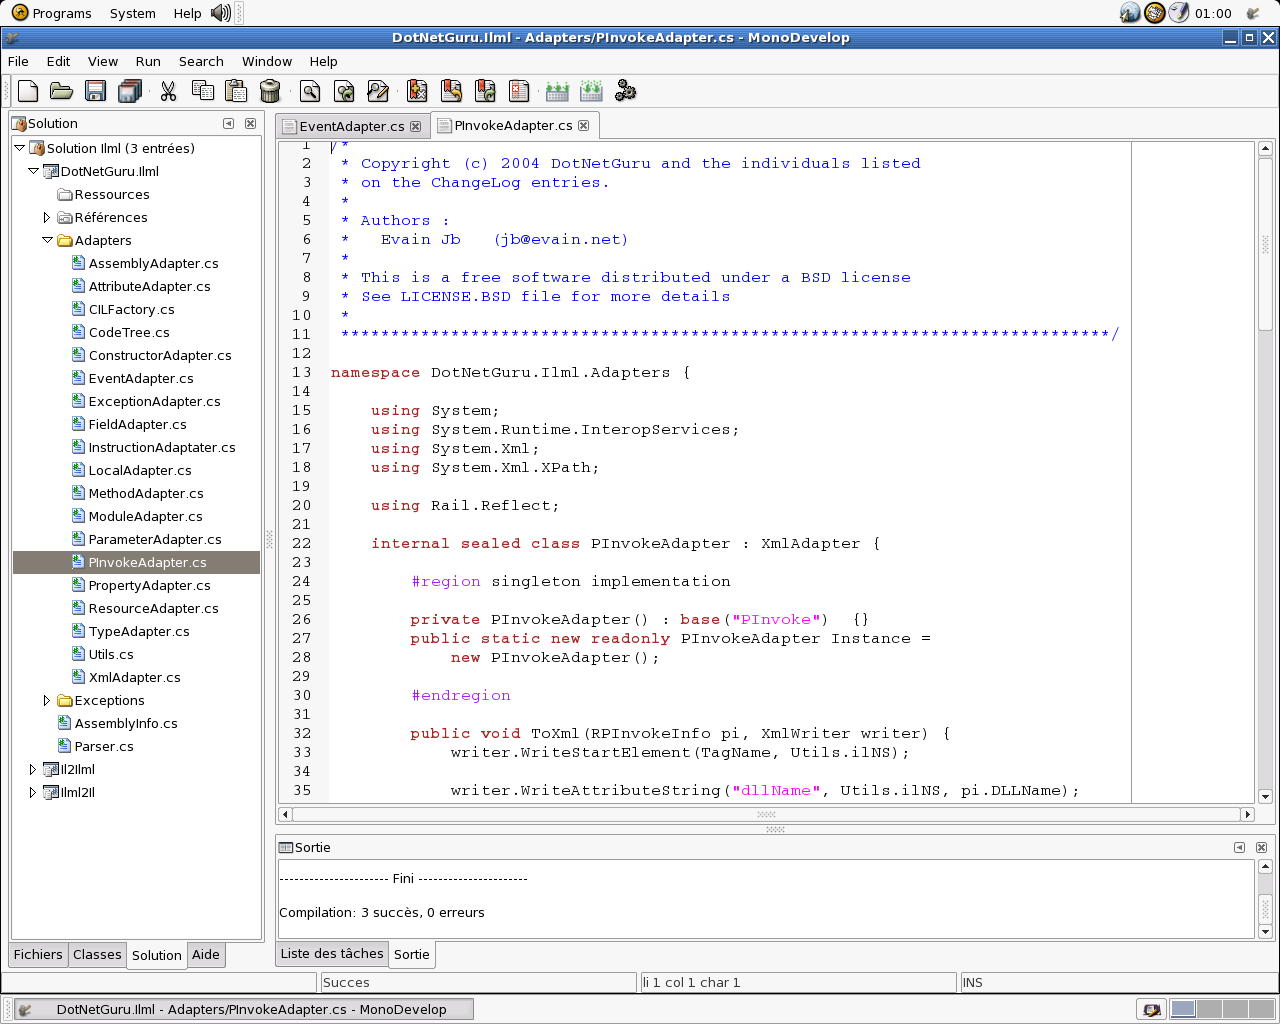 Programs System Help 01:00
DotNetGuru.Ilml - Adapters/PInvokeAdapter.cs - MonoDevelop
File Edit View Run Search Window Help
Solution
Solution Ilml (3 entrées)
DotNetGuru.Ilml
Ressources
Références
Adapters
AssemblyAdapter.cs
AttributeAdapter.cs
CILFactory.cs
CodeTree.cs
ConstructorAdapter.cs
EventAdapter.cs
ExceptionAdapter.cs
FieldAdapter.cs
InstructionAdaptater.cs
LocalAdapter.cs
MethodAdapter.cs
ModuleAdapter.cs
ParameterAdapter.cs
PInvokeAdapter.cs
PropertyAdapter.cs
ResourceAdapter.cs
TypeAdapter.cs
Utils.cs
XmlAdapter.cs
Exceptions
AssemblyInfo.cs
Parser.cs
Il2Ilml
Ilml2Il
Fichiers Classes Solution Aide
EventAdapter.cs PInvokeAdapter.cs
1 /*
2  * Copyright (c) 2004 DotNetGuru and the individuals listed
3  * on the ChangeLog entries.
4  *
5  * Authors :
6  *   Evain Jb   (jb@evain.net)
7  *
8  * This is a free software distributed under a BSD license
9  * See LICENSE.BSD file for more details
10  *
11  *****************************************************************************/
12
13 namespace DotNetGuru.Ilml.Adapters {
14
15     using System;
16     using System.Runtime.InteropServices;
17     using System.Xml;
18     using System.Xml.XPath;
19
20     using Rail.Reflect;
21
22     internal sealed class PInvokeAdapter : XmlAdapter {
23
24         #region singleton implementation
25
26         private PInvokeAdapter() : base("PInvoke")  {}
27         public static new readonly PInvokeAdapter Instance =
28             new PInvokeAdapter();
29
30         #endregion
31
32         public void ToXml(RPInvokeInfo pi, XmlWriter writer) {
33             writer.WriteStartElement(TagName, Utils.ilNS);
34
35             writer.WriteAttributeString("dllName", Utils.ilNS, pi.DLLName);
Sortie
---------------------- Fini ----------------------
Compilation: 3 succès, 0 erreurs
Liste des tâches Sortie
Succes li 1 col 1 char 1 INS
DotNetGuru.Ilml - Adapters/PInvokeAdapter.cs - MonoDevelop